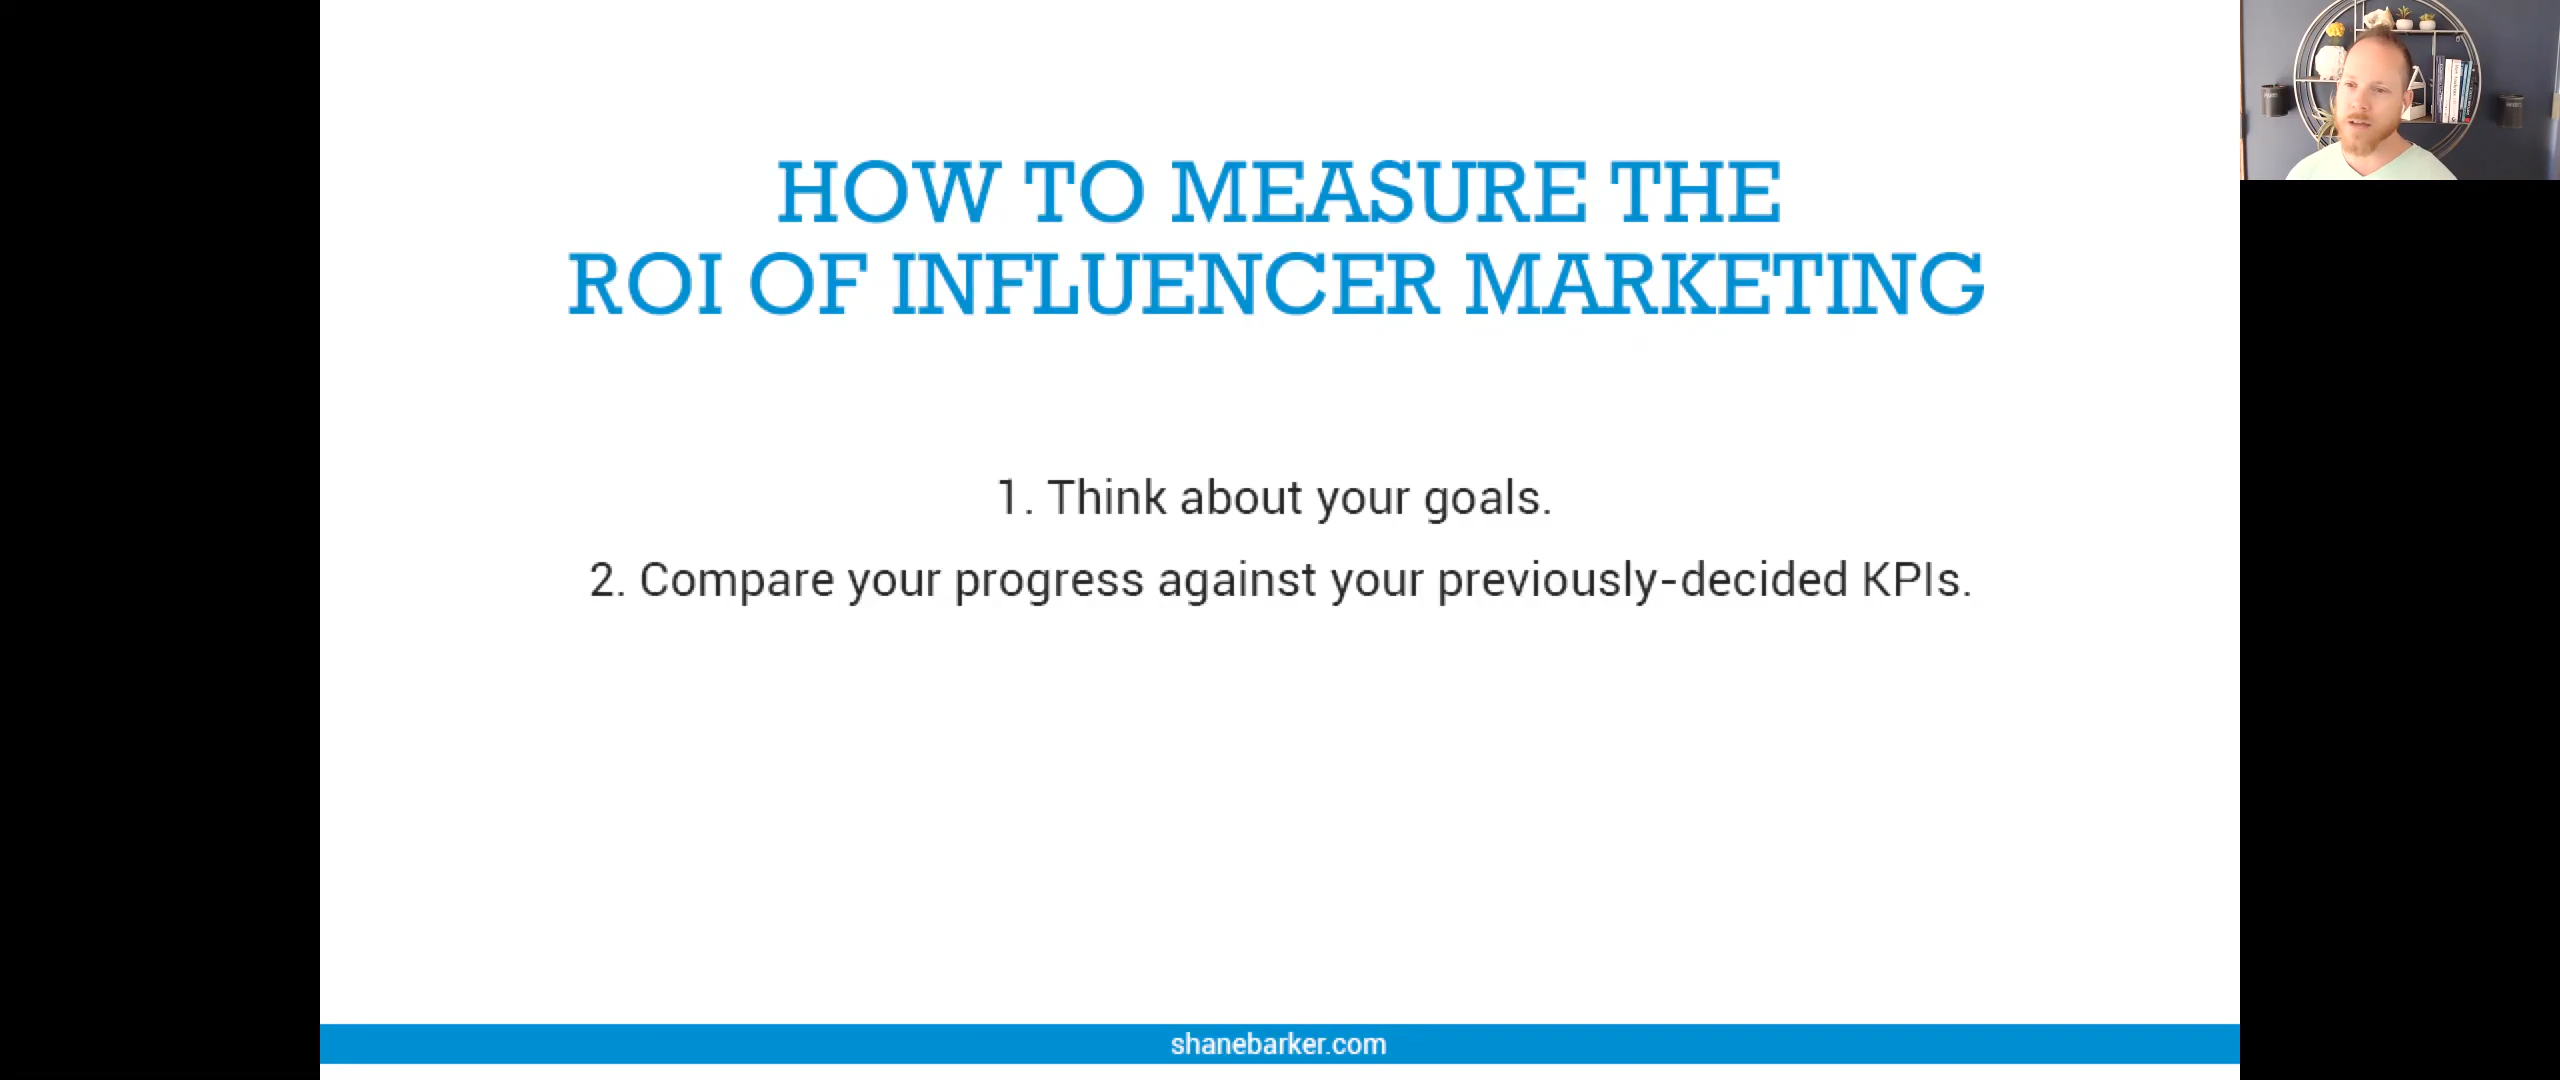 HOW TO MEASURE THE
ROI OF INFLUENCER MARKETING
1. Think about your goals.
2. Compare your progress against your previously-decided KPIs.
shanebarker.com